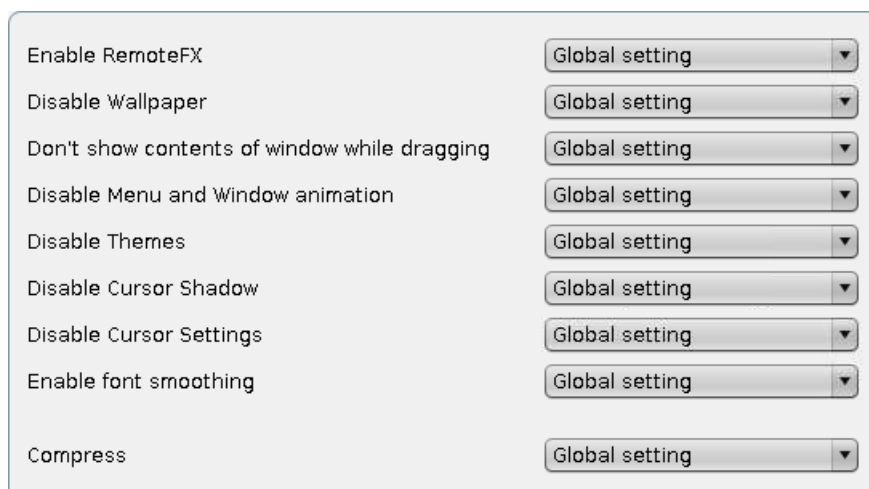 Enable RemoteFX Global setting
Disable Wallpaper Global setting
Don't show contents of window while dragging Global setting
Disable Menu and Window animation Global setting
Disable Themes Global setting
Disable Cursor Shadow Global setting
Disable Cursor Settings Global setting
Enable font smoothing Global setting
Compress Global setting